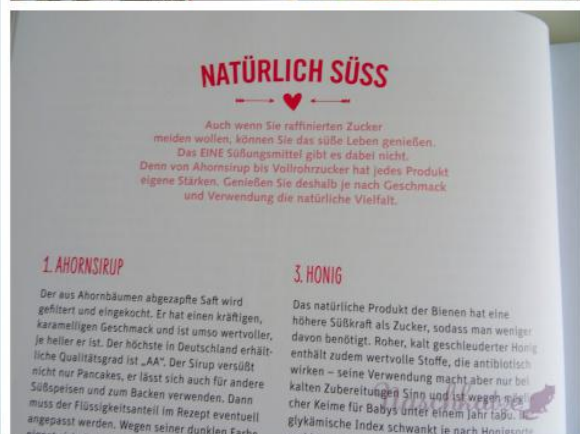 NATÜRLICH SÜSS
Auch wenn Sie raffinierten Zucker
meiden wollen, können Sie das süße Leben genießen.
Das EINE Süßungsmittel gibt es dabei nicht.
Denn von Ahornsirup bis Vollrohrzucker hat jedes Produkt
eigene Stärken. Genießen Sie deshalb je nach Geschmack
und Verwendung die natürliche Vielfalt.
1. AHORNSIRUP
Der aus Ahornbäumen abgezapfte Saft wird
gefiltert und eingekocht. Er hat einen kräftigen,
karamelligen Geschmack und ist umso wertvoller,
je heller er ist. Der höchste in Deutschland erhält-
liche Qualitätsgrad ist „AA“. Der Sirup versüßt
nicht nur Pancakes, er lässt sich auch für andere
Süßspeisen und zum Backen verwenden. Dann
muss der Flüssigkeitsanteil im Rezept eventuell
angepasst werden. Wegen seiner dunklen Farbe
3. HONIG
Das natürliche Produkt der Bienen hat eine
höhere Süßkraft als Zucker, sodass man weniger
davon benötigt. Roher, kalt geschleuderter Honig
enthält zudem wertvolle Stoffe, die antibiotisch
wirken – seine Verwendung macht aber nur bei
kalten Zubereitungen Sinn und ist wegen
cher Keime für Babys unter einem Jahr tabu.
glykämische Index schwankt je nach Honigsorte